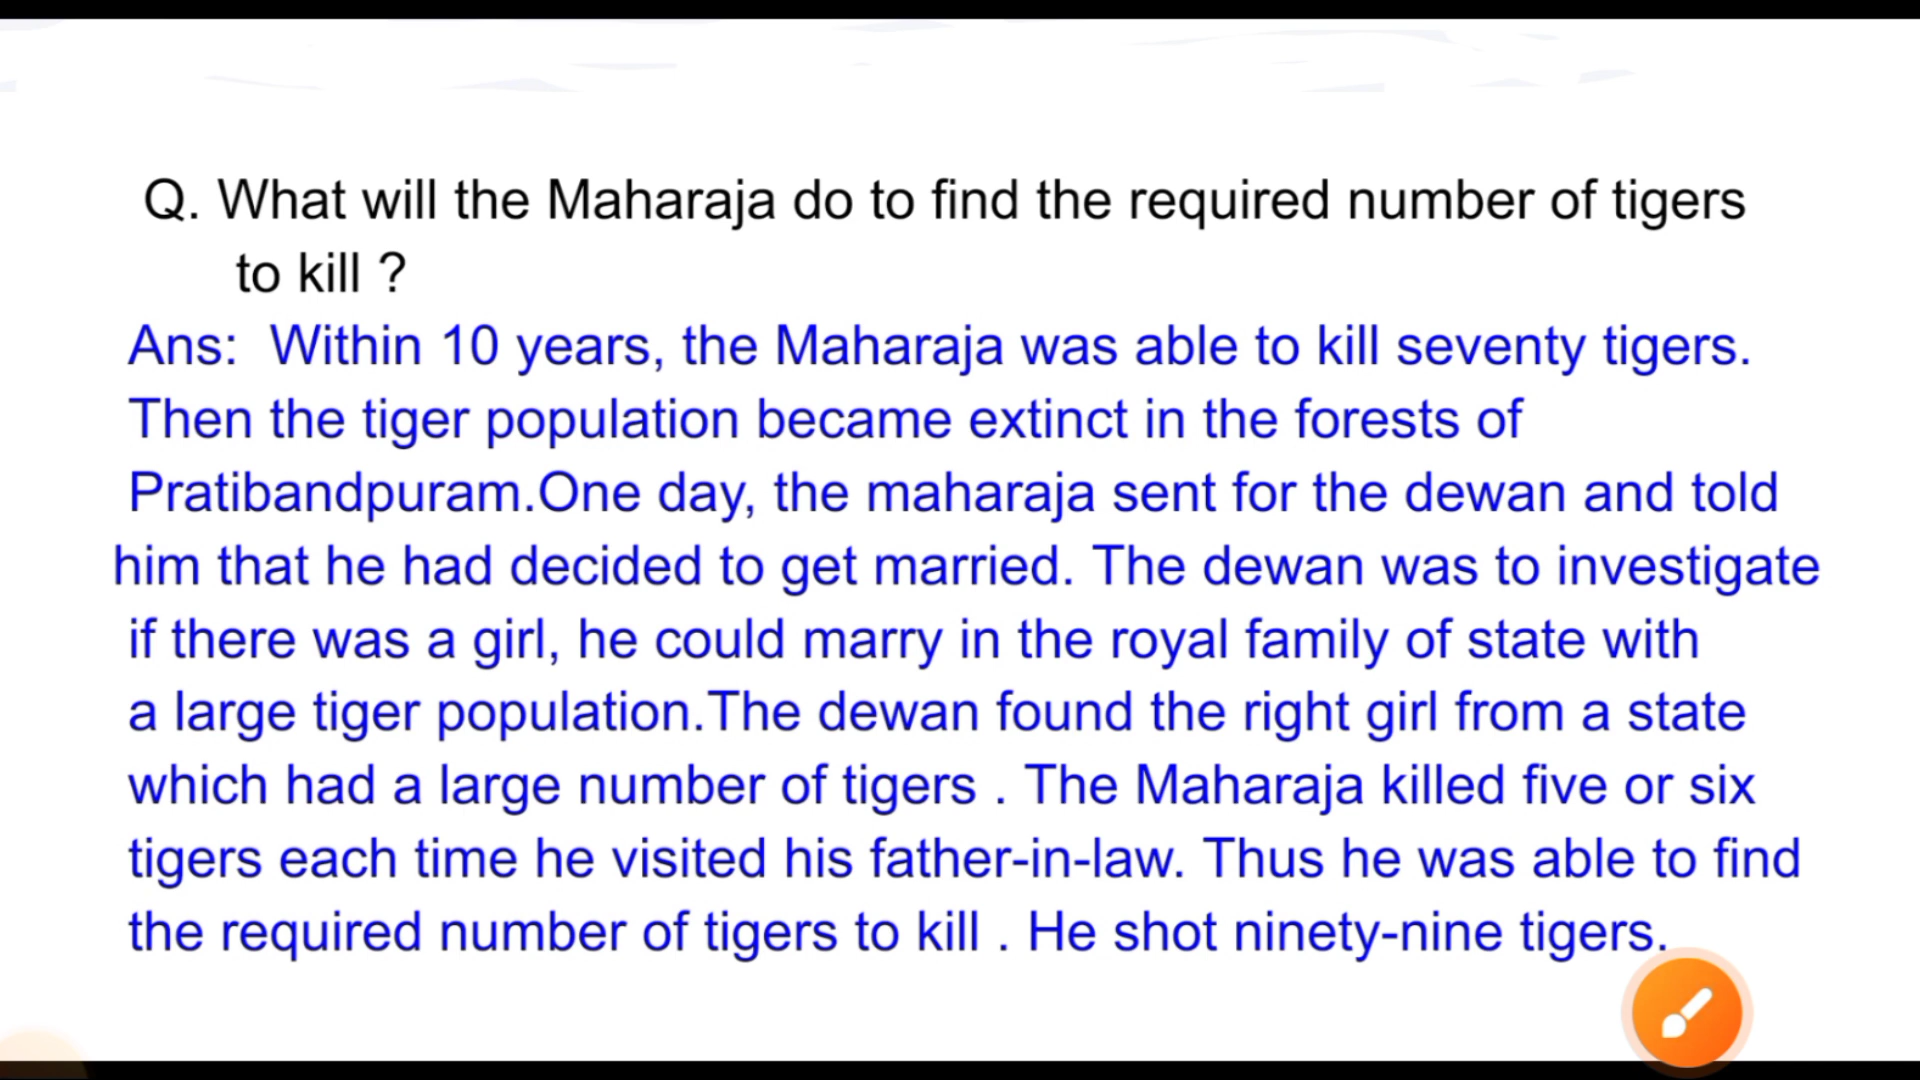 Q. What will the Maharaja do to find the required number of tigers
to kill ?
Ans: Within 10 years, the Maharaja was able to kill seventy tigers.
Then the tiger population became extinct in the forests of
Pratibandpuram.One day, the maharaja sent for the dewan and told
him that he had decided to get married. The dewan was to investigate
if there was a girl, he could marry in the royal family of state with
a large tiger population.The dewan found the right girl from a state
which had a large number of tigers . The Maharaja killed five or six
tigers each time he visited his father-in-law. Thus he was able to find
the required number of tigers to kill . He shot ninety-nine tigers.